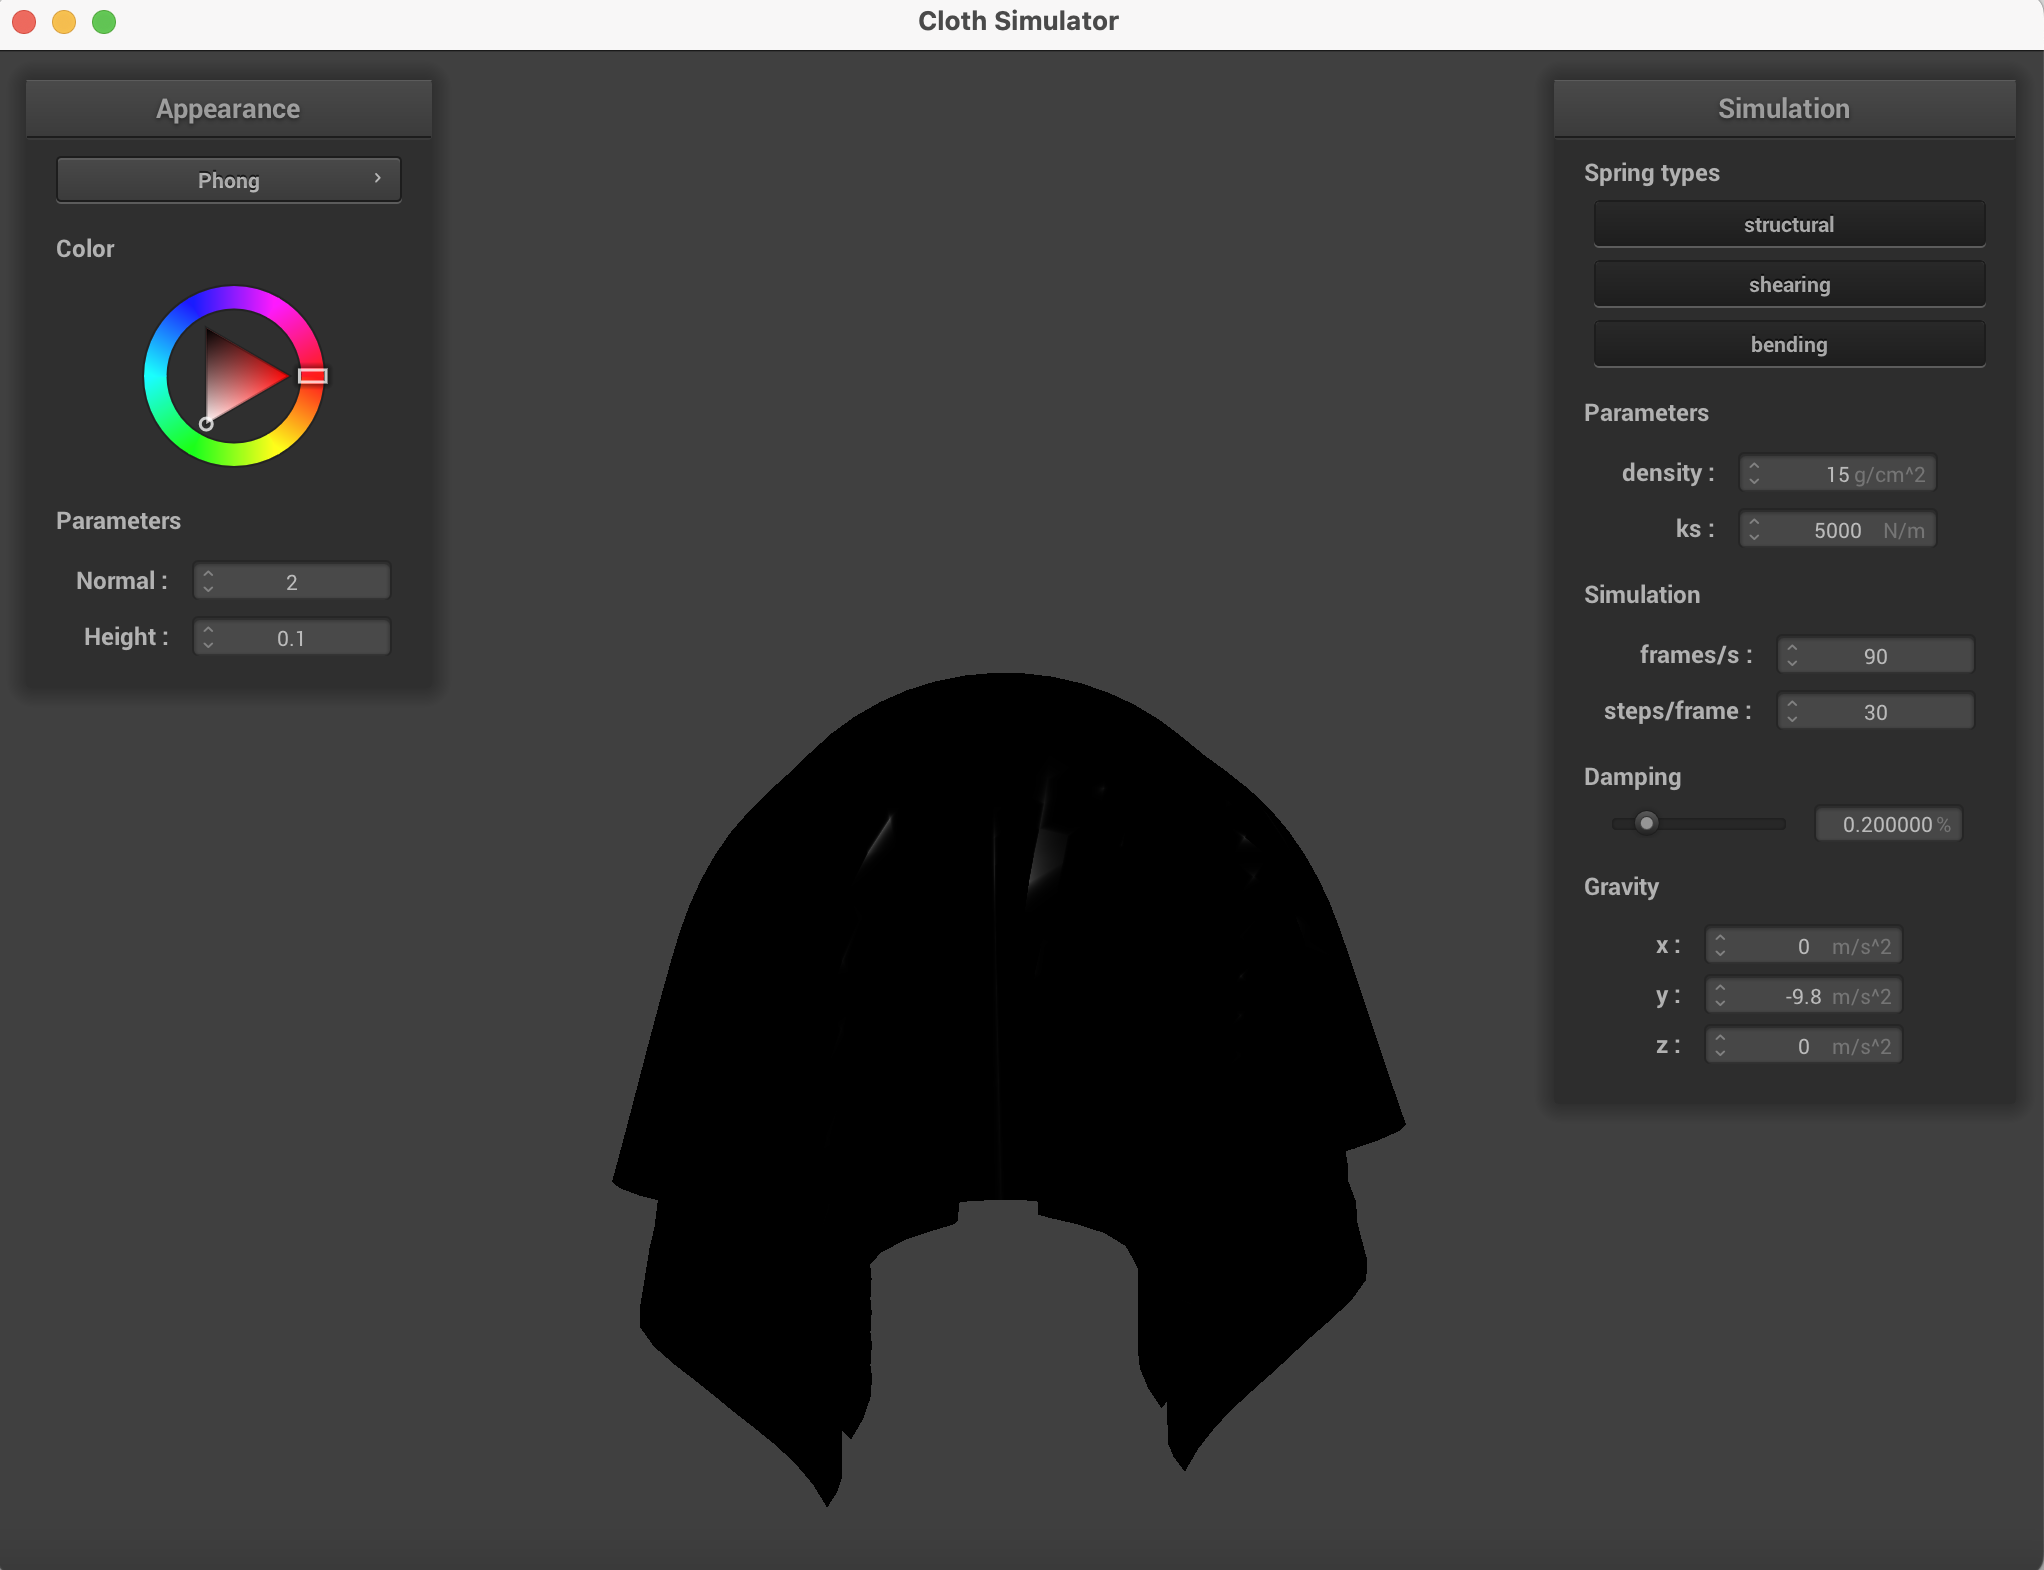 Cloth Simulator
Appearance
Phong
Color
Parameters
Normal : 2
Height : 0.1
Simulation
Spring types
structural
shearing
bending
Parameters
density : 15 g/cm^2
ks : 5000 N/m
Simulation
frames/s : 90
steps/frame : 30
Damping
0.200000 %
Gravity
x : 0 m/s^2
y : -9.8 m/s^2
z : 0 m/s^2